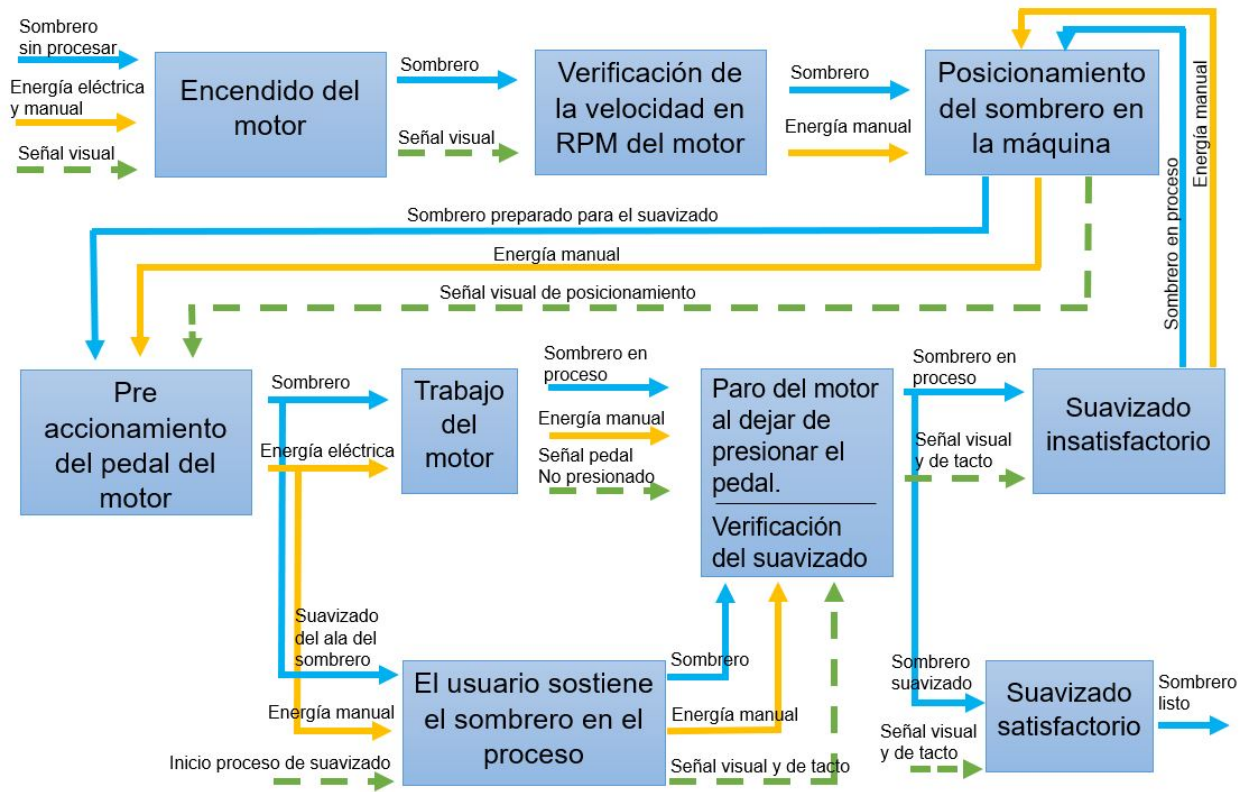 Sombrero
sin procesar
Energía eléctrica
y manual
Señal visual
Encendido del
motor
Sombrero
Señal visual
Verificación de
la velocidad en
RPM del motor
Sombrero
Energía manual
Posicionamiento
del sombrero en
la máquina
Sombrero en proceso
Energía manual
Sombrero preparado para el suavizado
Energía manual
Señal visual de posicionamiento
Pre
accionamiento
del pedal del
motor
Sombrero
Energía eléctrica
Trabajo
del
motor
Sombrero en
proceso
Energía manual
Señal pedal
No presionado
Paro del motor
al dejar de
presionar el
pedal.
Verificación
del suavizado
Sombrero en
proceso
Señal visual
y de tacto
Suavizado
insatisfactorio
Suavizado
del ala del
sombrero
Energía manual
Inicio proceso de suavizado
El usuario sostiene
el sombrero en el
proceso
Sombrero
Energía manual
Señal visual y de tacto
Sombrero
suavizado
Señal visual
y de tacto
Suavizado
satisfactorio
Sombrero
listo